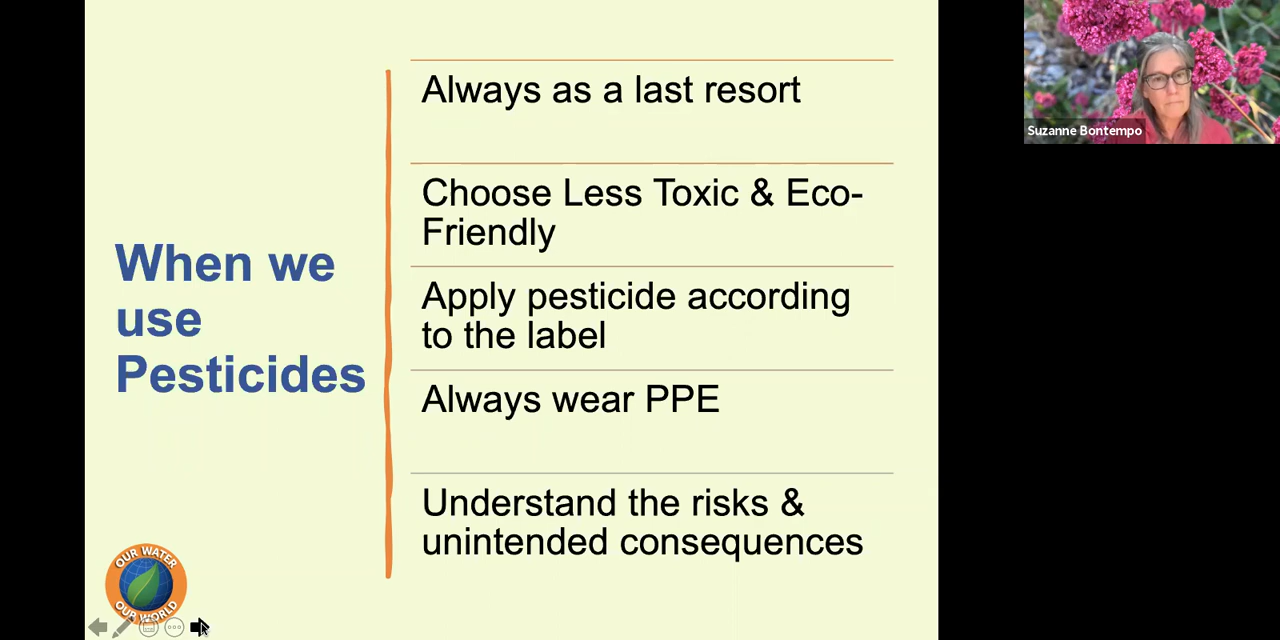 When we
use
Pesticides
Always as a last resort
Choose Less Toxic & Eco-
Friendly
Apply pesticide according
to the label
Always wear PPE
Understand the risks &
unintended consequences
OUR WATER
OUR WORLD
Suzanne Bontempo